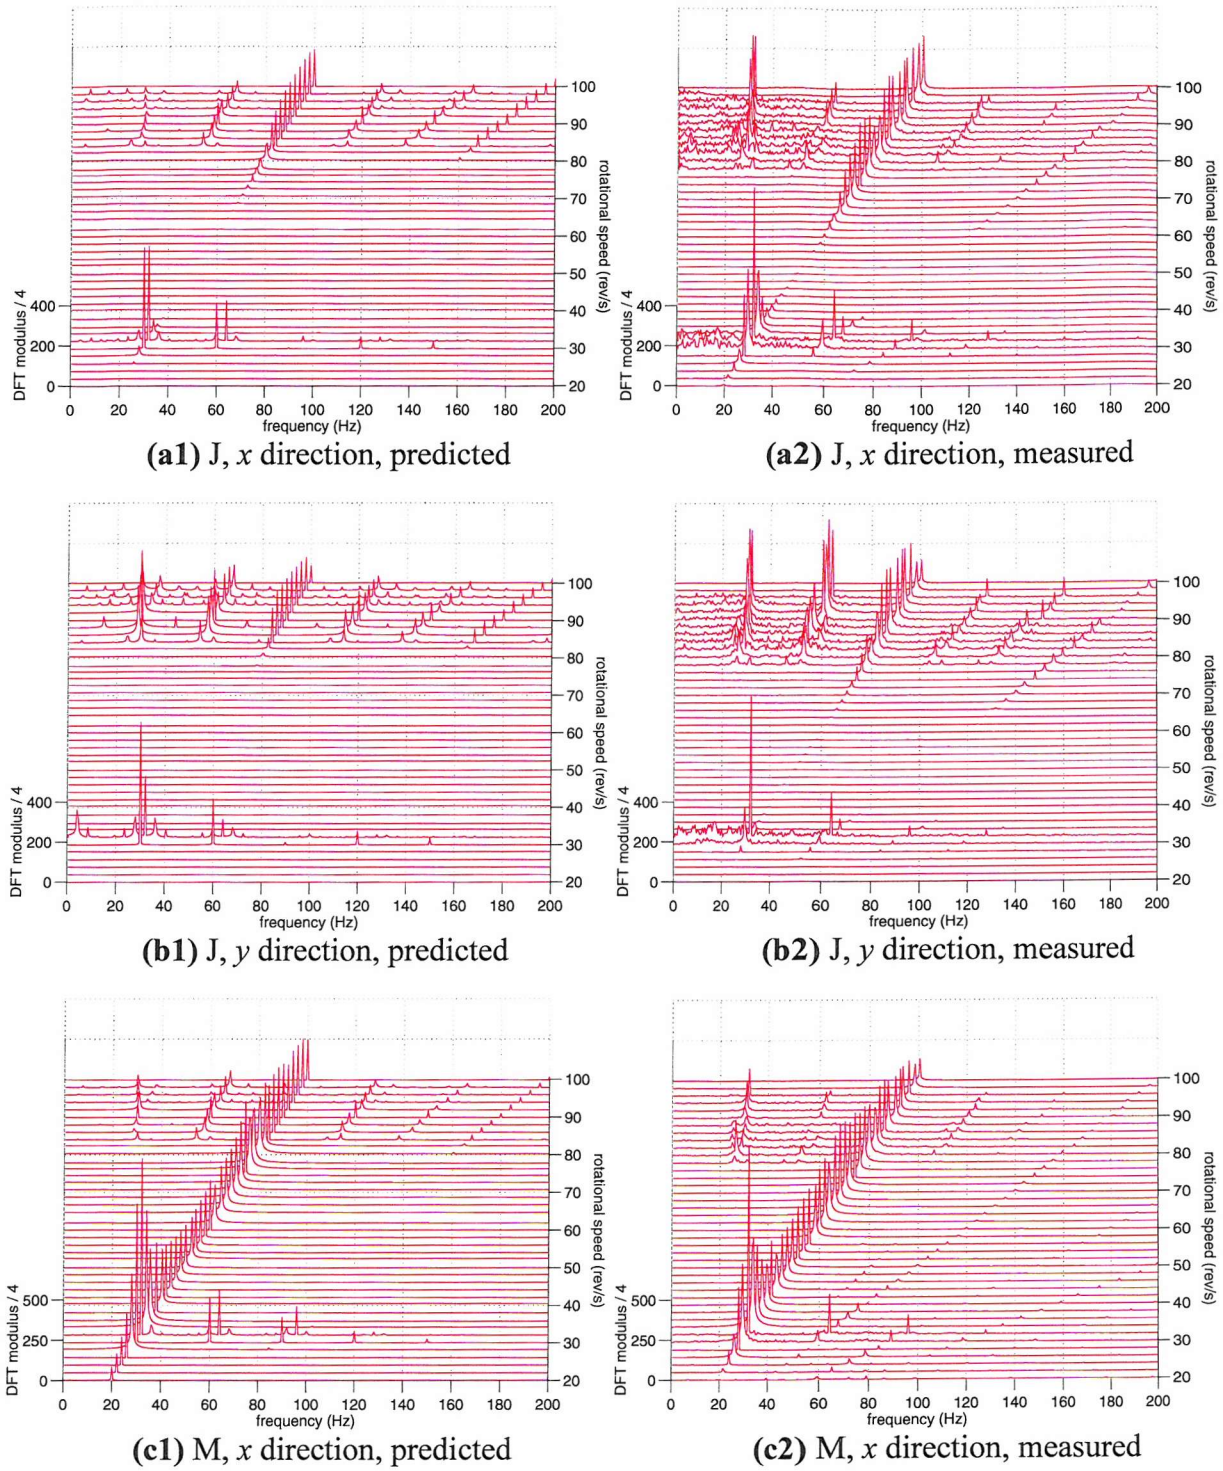 100
90
80
70
60
50
40
30
20
rotational speed (rev/s)
DFT modulus / 4
400
200
0
0 20 40 60 80 100 120 140 160 180 200
frequency (Hz)
(a1) J, x direction, predicted
100
90
80
70
60
50
40
30
20
rotational speed (rev/s)
DFT modulus / 4
400
200
0
0 20 40 60 80 100 120 140 160 180 200
frequency (Hz)
(a2) J, x direction, measured
100
90
80
70
60
50
40
30
20
rotational speed (rev/s)
DFT modulus / 4
400
200
0
0 20 40 60 80 100 120 140 160 180 200
frequency (Hz)
(b1) J, y direction, predicted
100
90
80
70
60
50
40
30
20
rotational speed (rev/s)
DFT modulus / 4
400
200
0
0 20 40 60 80 100 120 140 160 180 200
frequency (Hz)
(b2) J, y direction, measured
100
90
80
70
60
50
40
30
20
rotational speed (rev/s)
DFT modulus / 4
500
250
0
0 20 40 60 80 100 120 140 160 180 200
frequency (Hz)
(c1) M, x direction, predicted
100
90
80
70
60
50
40
30
20
rotational speed (rev/s)
DFT modulus / 4
500
250
0
0 20 40 60 80 100 120 140 160 180 200
frequency (Hz)
(c2) M, x direction, measured